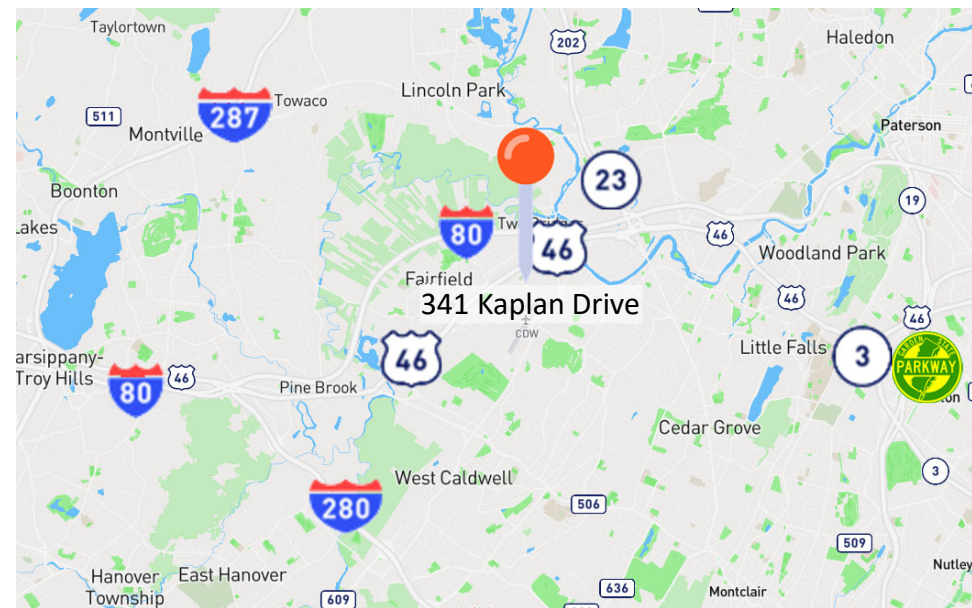 Taylortown
202
Haledon
Lincoln Park
287
Towaco
511
Montville
Paterson
23
Boonton
19
Lakes
80
46
46
Woodland Park
Fairfield
46
341 Kaplan Drive
CDW
46
Little Falls
3
GARDEN STATE
PARKWAY
arsippany-
Troy Hills
80
46
46
Pine Brook
Cedar Grove
West Caldwell
3
280
506
509
Hanover
Township
East Hanover
Nutley
609
636
Montclair